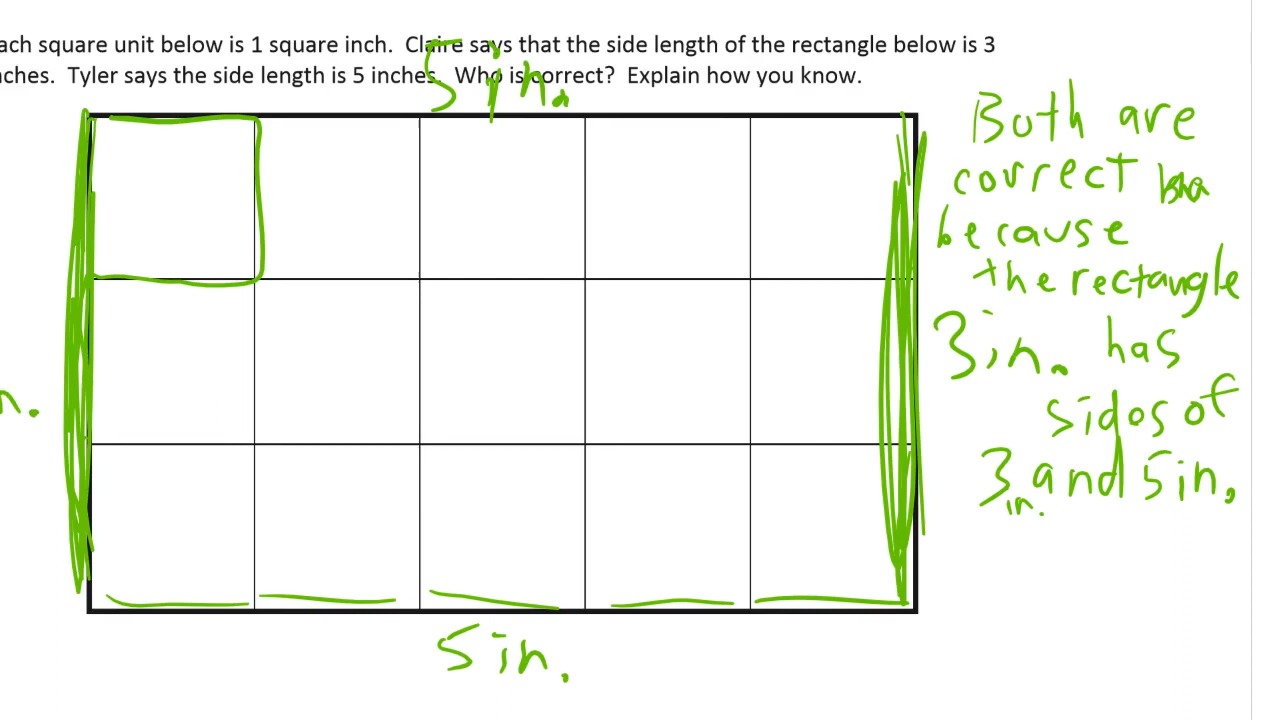 ach square unit below is 1 square inch. Claire says that the side length of the rectangle below is 3
nches. Tyler says the side length is 5 inches. Who is correct? Explain how you know.
5 in.
Both are
correct
because
the rectangle
3 in. has
n.
sides of
3 and 5 in.
in.
5 in.